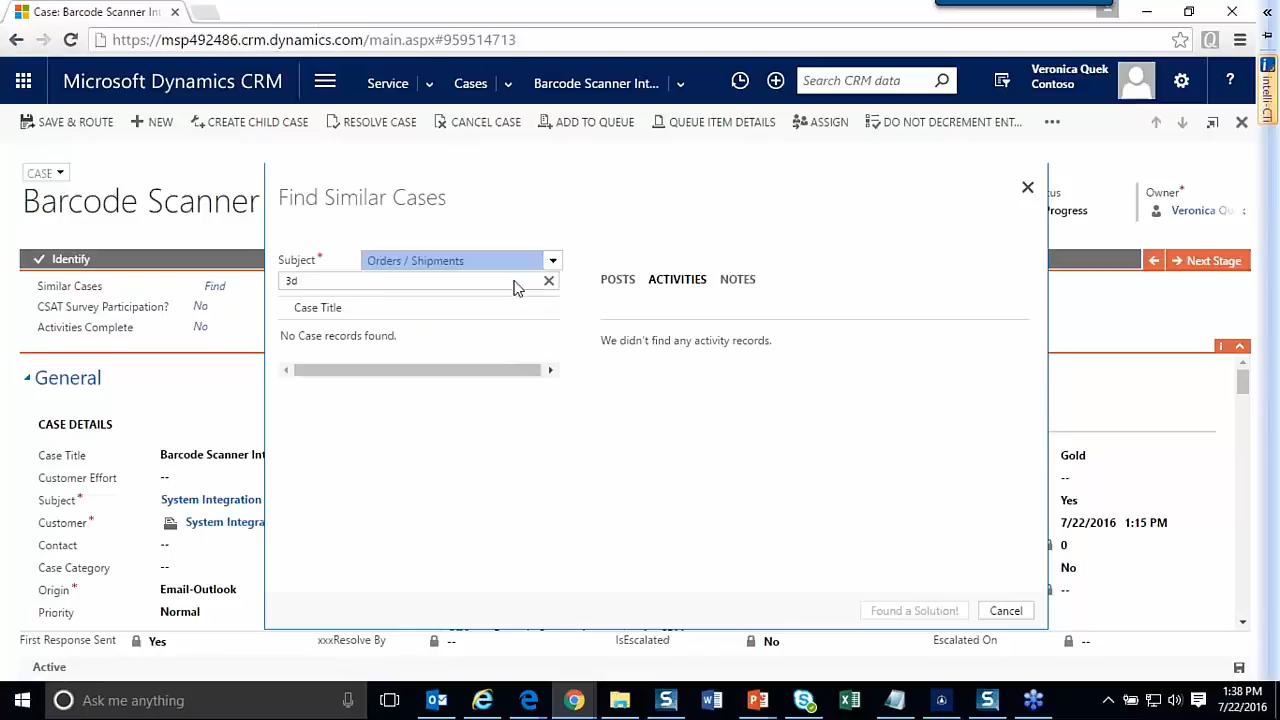 Case: Barcode Scanner In
https://msp492486.crm.dynamics.com/main.aspx#959514713
Microsoft Dynamics CRM
Service
Cases
Barcode Scanner Int...
Search CRM data
Veronica Quek
Contoso
?
intelli-CTi
SAVE & ROUTE
NEW
CREATE CHILD CASE
RESOLVE CASE
CANCEL CASE
ADD TO QUEUE
QUEUE ITEM DETAILS
ASSIGN
DO NOT DECREMENT ENT...
CASE
Barcode Scanner
Find Similar Cases
Owner*
Progress
Veronica Qu
Identify
Next Stage
Subject*
Orders / Shipments
3d
Case Title
No Case records found.
POSTS
ACTIVITIES
NOTES
We didn't find any activity records.
Found a Solution!
Cancel
Similar Cases Find
CSAT Survey Participation? No
Activities Complete No
General
CASE DETAILS
Case Title Barcode Scanner Int
Customer Effort --
Subject* System Integration
Customer* System Integra
Contact --
Case Category --
Origin* Email-Outlook
Priority Normal
Gold
--
Yes
7/22/2016 1:15 PM
0
No
--
First Response Sent Yes
xxxResolve By --
IsEscalated No
Escalated On --
Active
Ask me anything
1:38 PM
7/22/2016